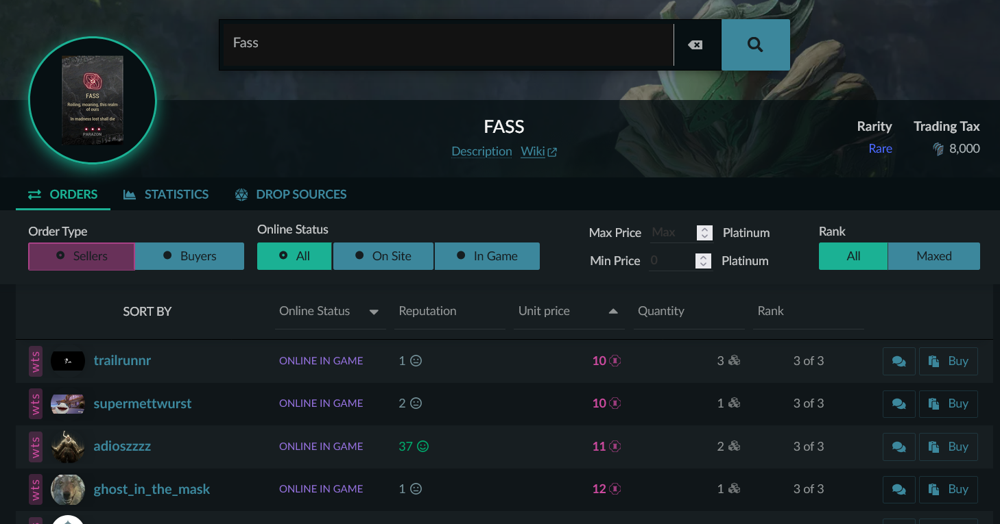 Fass
FASS
Roiling, moaning, this realm
of ours
In madness lost shall die
PARAZON
FASS
Description Wiki
Rarity Trading Tax
Rare 8,000
ORDERS STATISTICS DROP SOURCES
Order Type Online Status
Sellers Buyers All On Site In Game
Max Price Max Platinum
Min Price 0 Platinum
Rank
All Maxed
SORT BY Online Status Reputation Unit price Quantity Rank
wts trailrunnr ONLINE IN GAME 1 10 3 3 of 3 Buy
wts supermettwurst ONLINE IN GAME 2 10 1 3 of 3 Buy
wts adioszzzz ONLINE IN GAME 37 11 2 3 of 3 Buy
wts ghost_in_the_mask ONLINE IN GAME 1 12 1 3 of 3 Buy